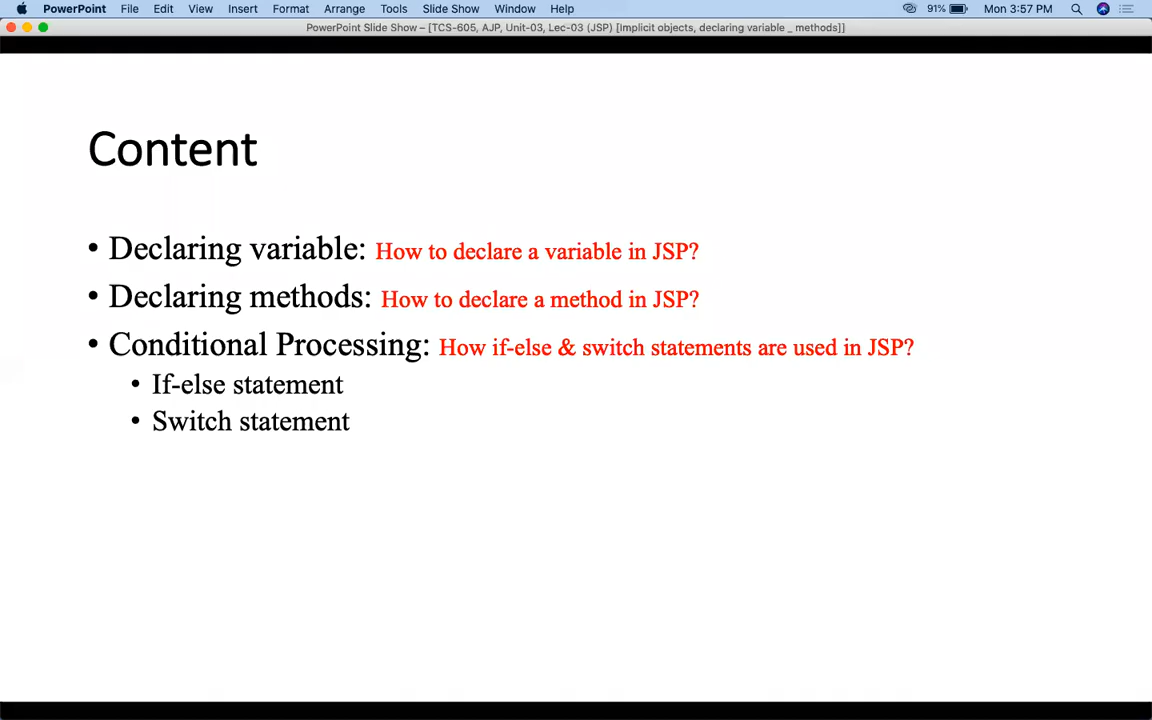 PowerPoint File Edit View Insert Format Arrange Tools Slide Show Window Help 91% Mon 3:57 PM
PowerPoint Slide Show – [TCS-605, AJP, Unit-03, Lec-03 (JSP) [Implicit objects, declaring variable _ methods]]
Content
• Declaring variable: How to declare a variable in JSP?
• Declaring methods: How to declare a method in JSP?
• Conditional Processing: How if-else & switch statements are used in JSP?
• If-else statement
• Switch statement